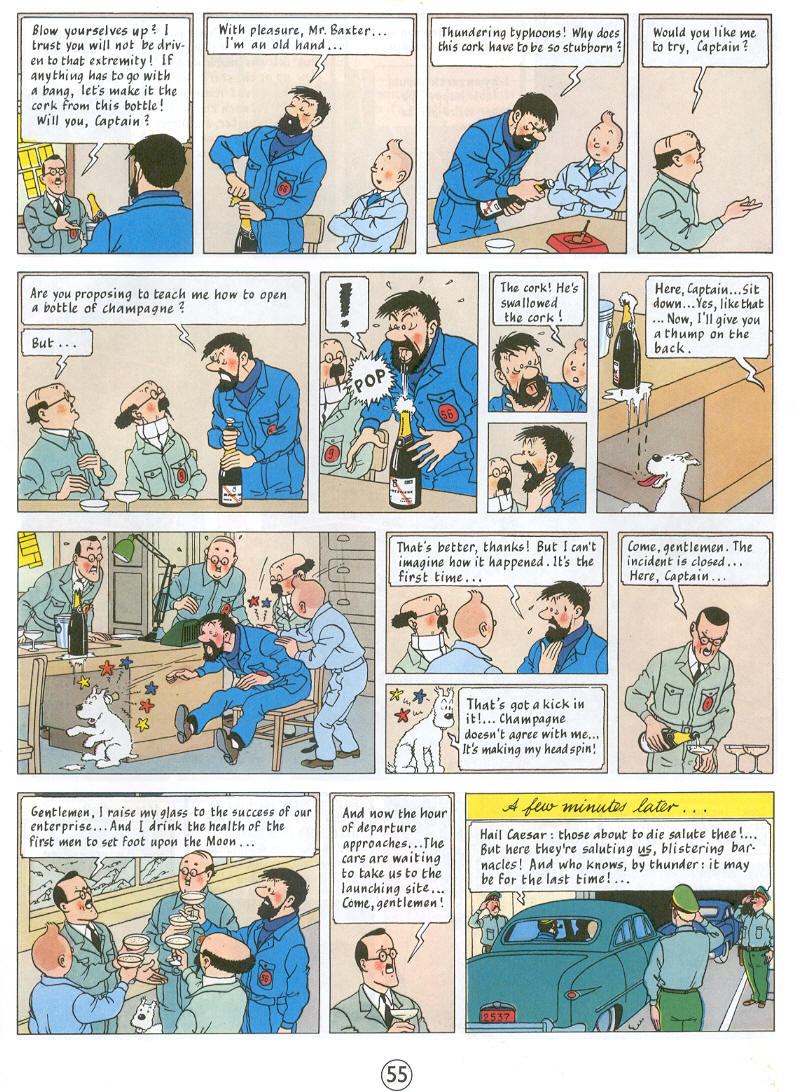 Blow yourselves up? I
trust you will not be driv-
en to that extremity! If
anything has to go with
a bang, let's make it the
cork from this bottle!
Will you, Captain?
With pleasure, Mr. Baxter...
I'm an old hand...
Thundering typhoons! Why does
this cork have to be so stubborn?
Would you like me
to try, Captain?
Are you proposing to teach me how to open
a bottle of champagne?
But...
!
POP
The cork! He's
swallowed
the cork!
Here, Captain...Sit
down...Yes, like that
...Now, I'll give you
a thump on the
back.
That's better, thanks! But I can't
imagine how it happened. It's the
first time...
That's got a kick in
it!... Champagne
doesn't agree with me...
It's making my head spin!
Come, gentlemen. The
incident is closed...
Here, Captain...
Gentlemen, I raise my glass to the success of our
enterprise...And I drink the health of the
first men to set foot upon the Moon...
And now the hour
of departure
approaches...The
cars are waiting
to take us to the
launching site...
Come, gentlemen!
A few minutes later...
Hail Caesar: those about to die salute thee!...
But here they're saluting us, blistering bar-
nacles! And who knows, by thunder: it may
be for the last time!...
2537
55